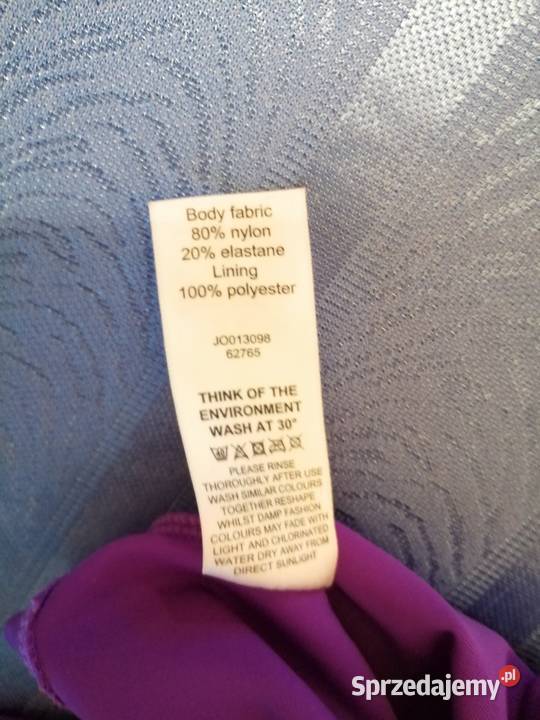 Body fabric
80% nylon
20% elastane
Lining
100% polyester
JO013098
62765
THINK OF THE
ENVIRONMENT
WASH AT 30°
PLEASE RINSE
THOROUGHLY AFTER USE
WASH SIMILAR COLOURS
TOGETHER RESHAPE
WHILST DAMP FASHION
COLOURS MAY FADE WITH
LIGHT AND CHLORINATED
WATER DRY AWAY FROM
DIRECT SUNLIGHT
Sprzedajemy.pl